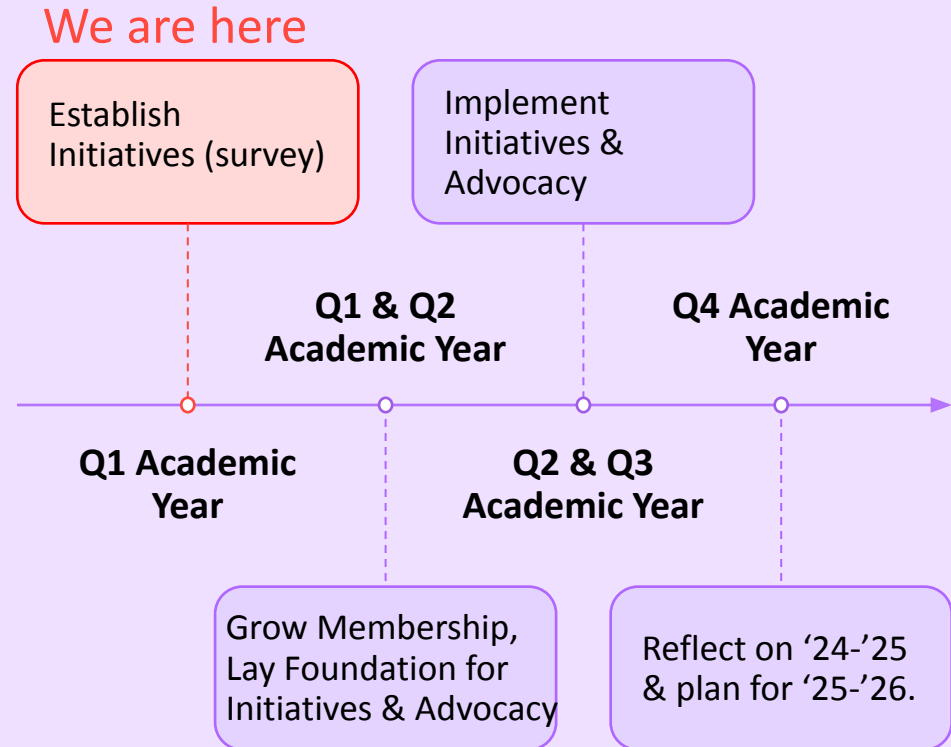 We are here
Establish
Initiatives (survey)
Implement
Initiatives &
Advocacy
Q1 & Q2
Academic Year
Q4 Academic
Year
Q1 Academic
Year
Q2 & Q3
Academic Year
Grow Membership,
Lay Foundation for
Initiatives & Advocacy
Reflect on ‘24-’25
& plan for ‘25-’26.